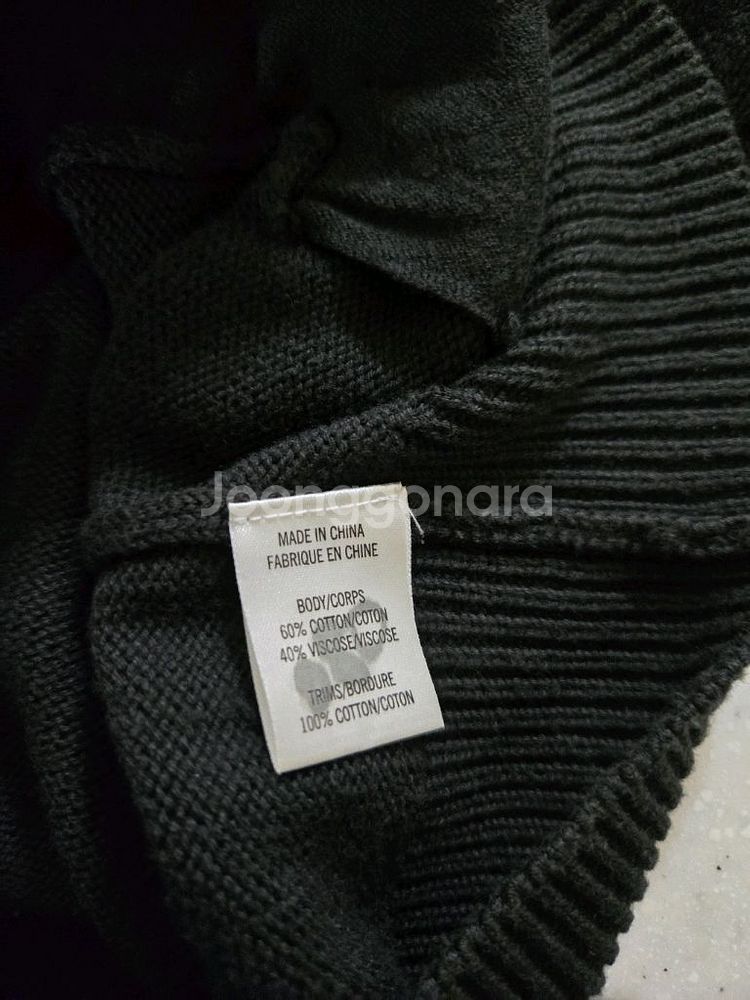 Joonggonara
MADE IN CHINA
FABRIQUE EN CHINE
BODY/CORPS
60% COTTON/COTON
40% VISCOSE/VISCOSE
TRIMS/BORDURE
100% COTTON/COTON